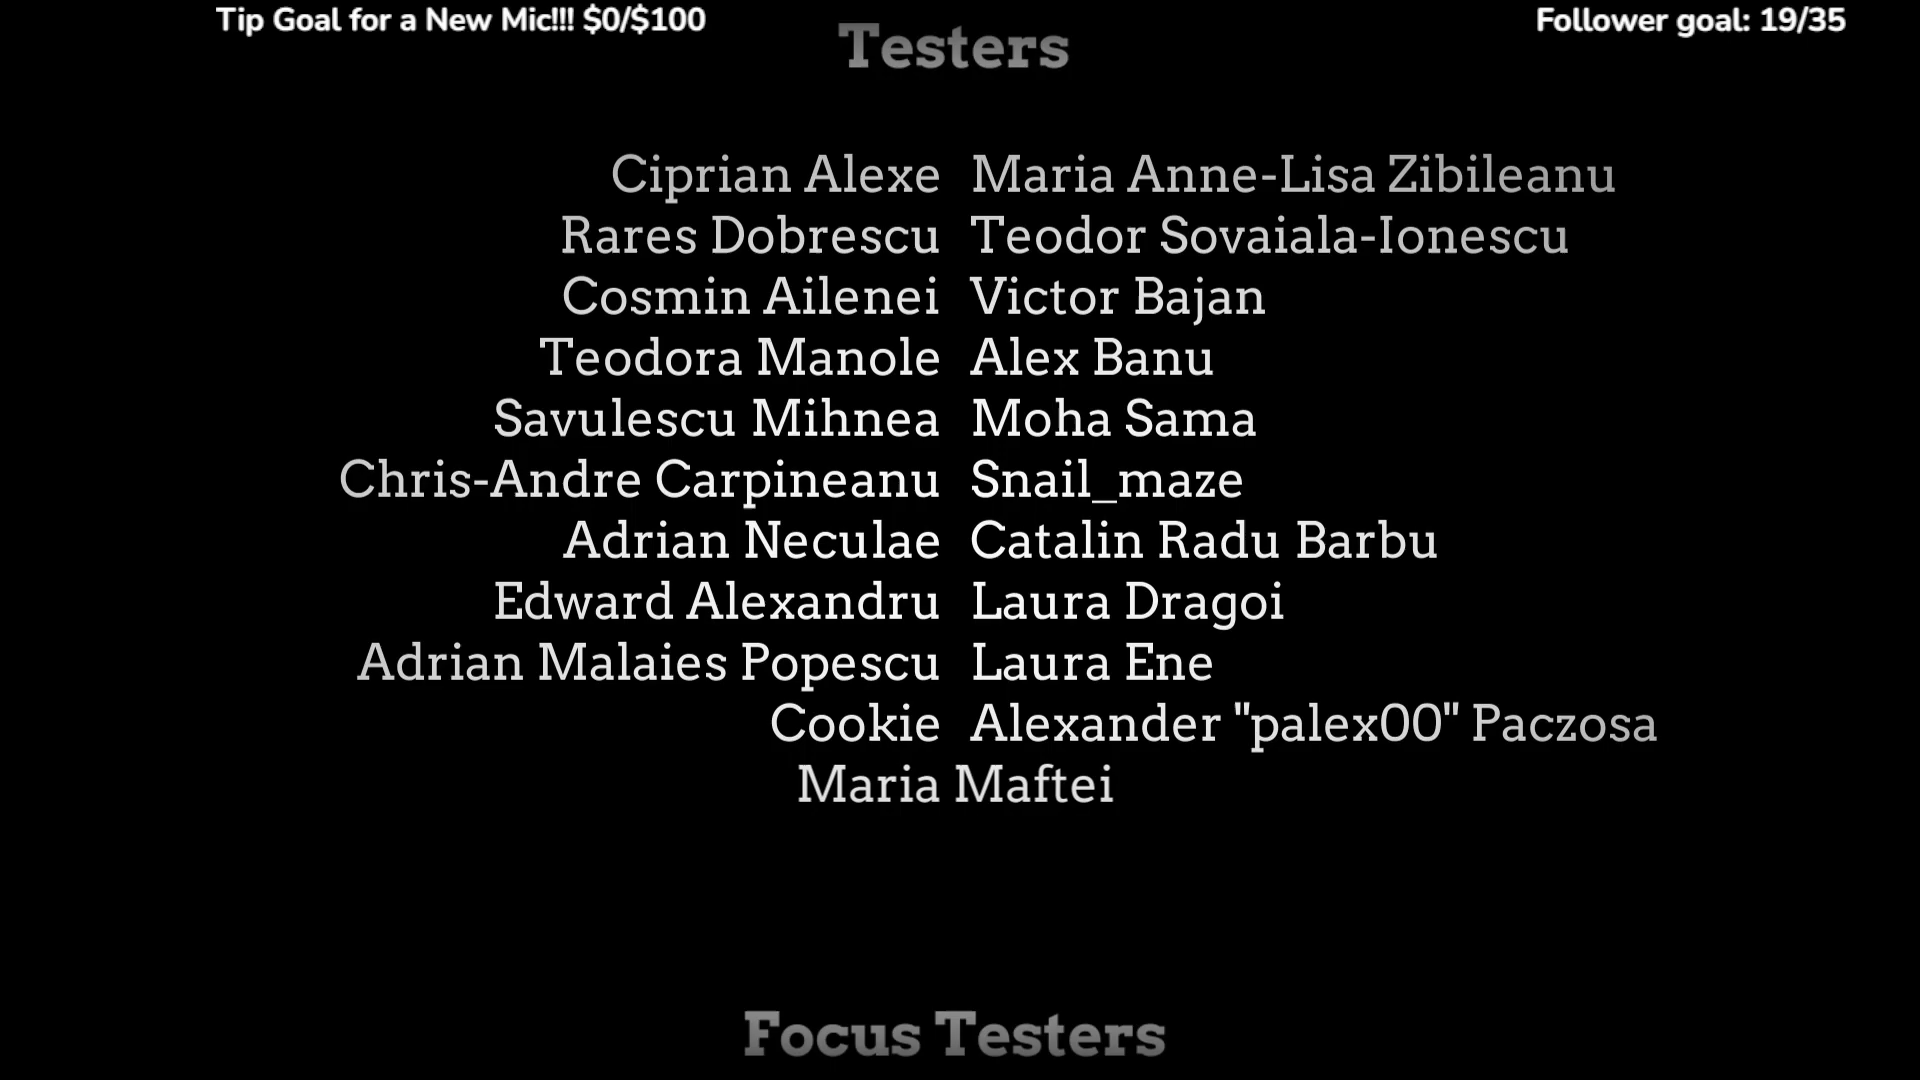 Tip Goal for a New Mic!!! $0/$100
Follower goal: 19/35
Testers
Ciprian Alexe Maria Anne-Lisa Zibileanu
Rares Dobrescu Teodor Sovaiala-Ionescu
Cosmin Ailenei Victor Bajan
Teodora Manole Alex Banu
Savulescu Mihnea Moha Sama
Chris-Andre Carpineanu Snail_maze
Adrian Neculae Catalin Radu Barbu
Edward Alexandru Laura Dragoi
Adrian Malaies Popescu Laura Ene
Cookie Alexander "palex00" Paczosa
Maria Maftei
Focus Testers